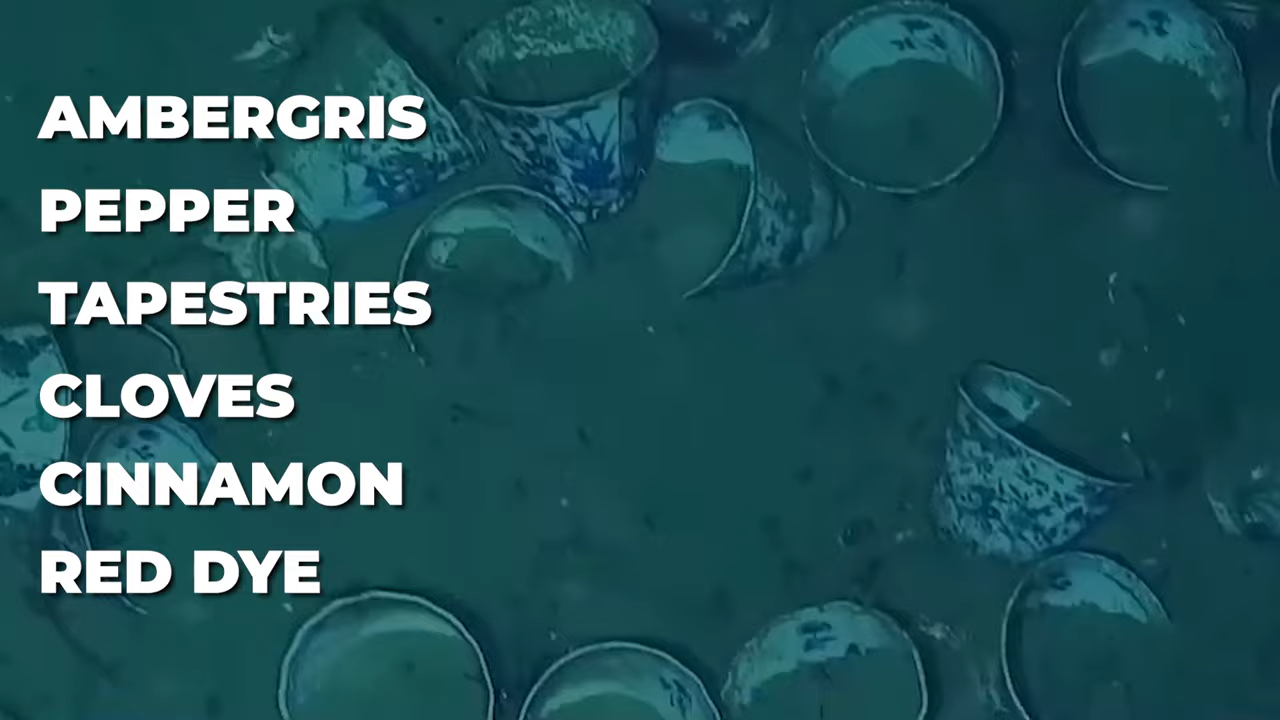 AMBERGRIS
PEPPER
TAPESTRIES
CLOVES
CINNAMON
RED DYE